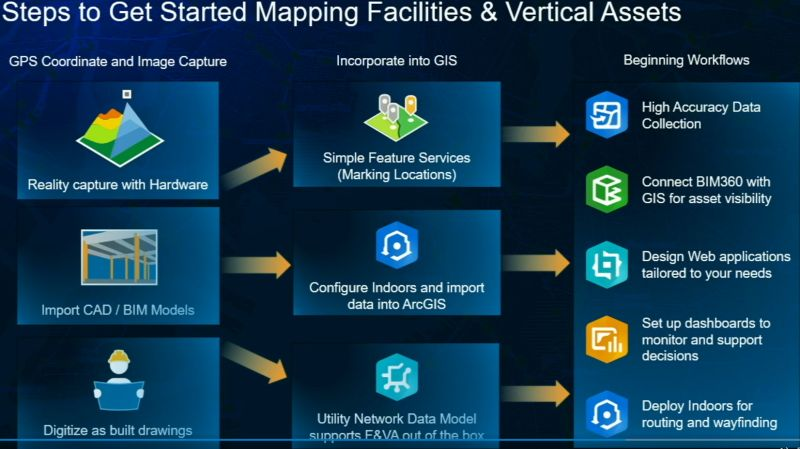 Steps to Get Started Mapping Facilities & Vertical Assets
GPS Coordinate and Image Capture
Reality capture with Hardware
Import CAD / BIM Models
Digitize as built drawings
Incorporate into GIS
Simple Feature Services
(Marking Locations)
Configure Indoors and import
data into ArcGIS
Utility Network Data Model
supports F&VA out of the box
Beginning Workflows
High Accuracy Data
Collection
Connect BIM360 with
GIS for asset visibility
Design Web applications
tailored to your needs
Set up dashboards to
monitor and support
decisions
Deploy Indoors for
routing and wayfinding